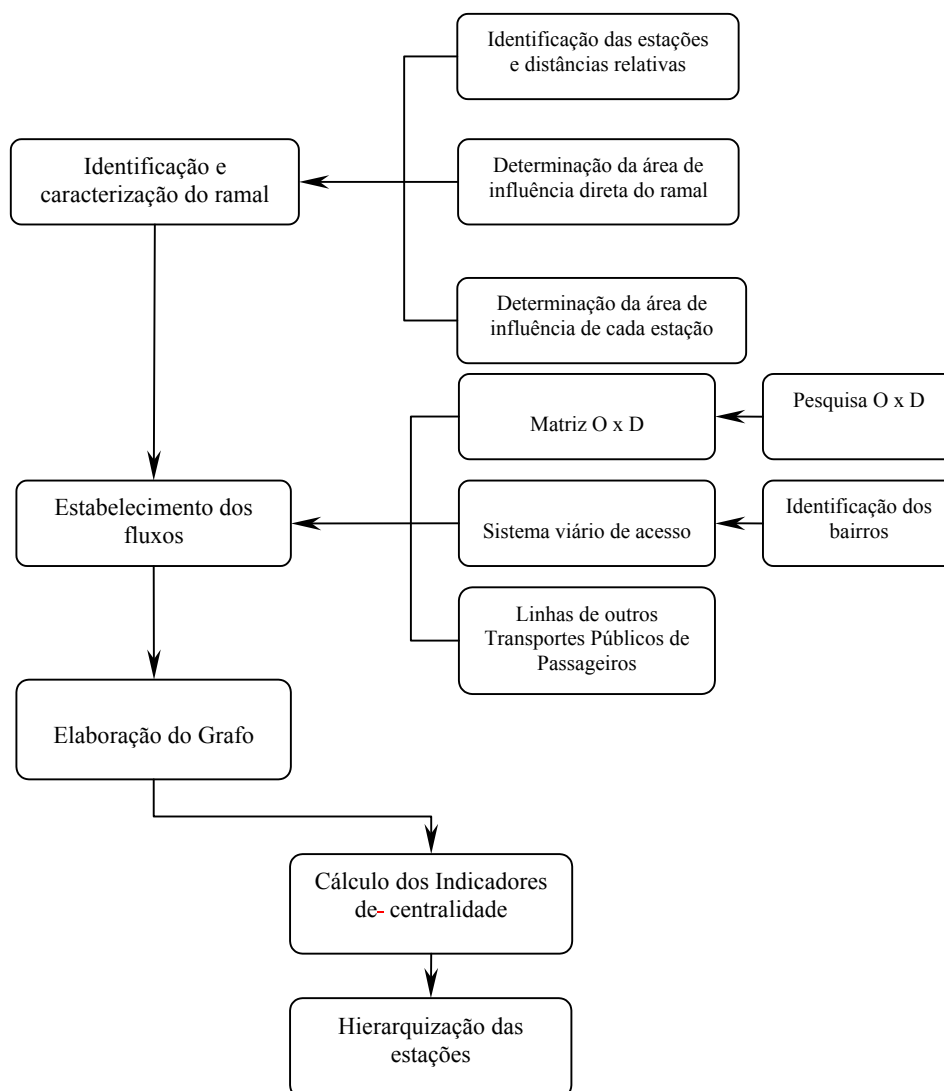 Identificação das estações
e distâncias relativas
Identificação e
caracterização do ramal
Determinação da área de
influência direta do ramal
Determinação da área de
influência de cada estação
Matriz O x D
Pesquisa O x D
Estabelecimento dos
fluxos
Sistema viário de acesso
Identificação dos
bairros
Linhas de outros
Transportes Públicos de
Passageiros
Elaboração do Grafo
Cálculo dos Indicadores
de- centralidade
Hierarquização das
estações